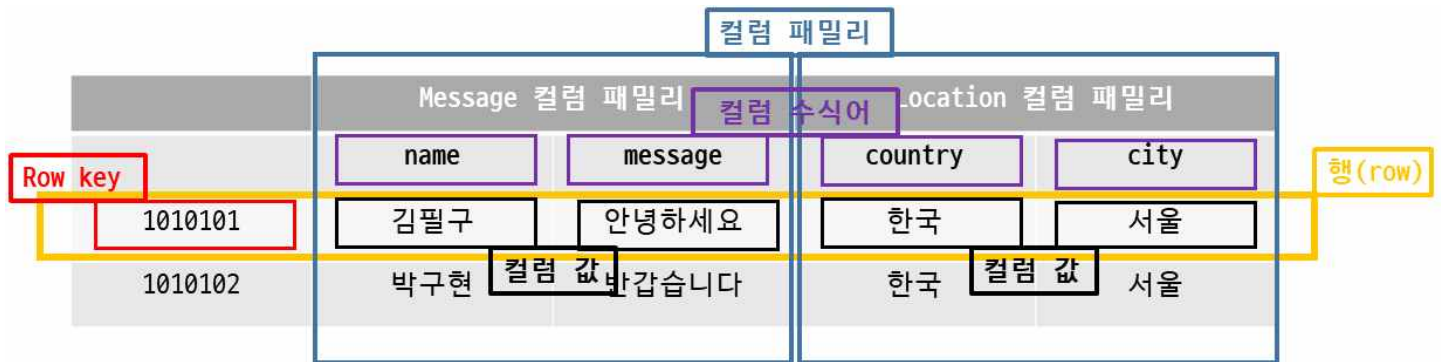 컬럼 패밀리
Message 컬럼 패밀리 Location 컬럼 패밀리
컬럼 수식어
name message country city
Row key
행(row)
1010101 김필구 안녕하세요 한국 서울
컬럼 값 컬럼 값
1010102 박구현 반갑습니다 한국 서울